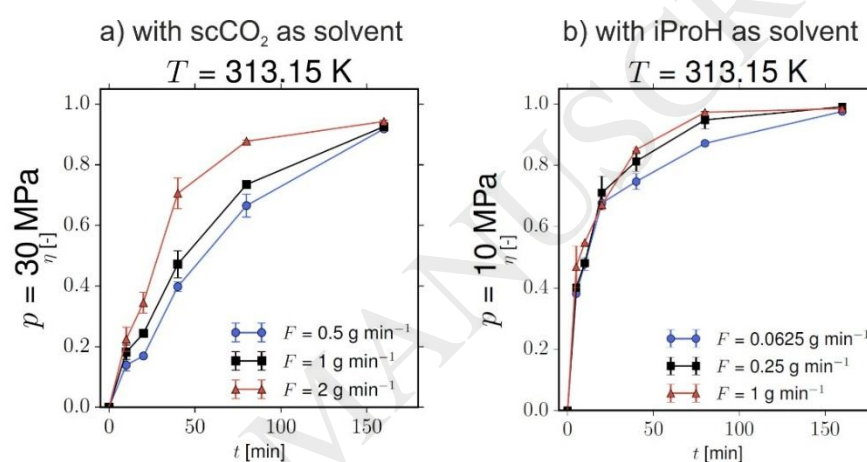 a) with scCO₂ as solvent
T = 313.15 K
p = 30 MPa
η [-]
1.0
0.8
0.6
0.4
0.2
0.0
F = 0.5 g min⁻¹
F = 1 g min⁻¹
F = 2 g min⁻¹
0
50
100
150
t [min]
b) with iProH as solvent
T = 313.15 K
p = 10 MPa
η [-]
1.0
0.8
0.6
0.4
0.2
0.0
F = 0.0625 g min⁻¹
F = 0.25 g min⁻¹
F = 1 g min⁻¹
0
50
100
150
t [min]
MANUSCR